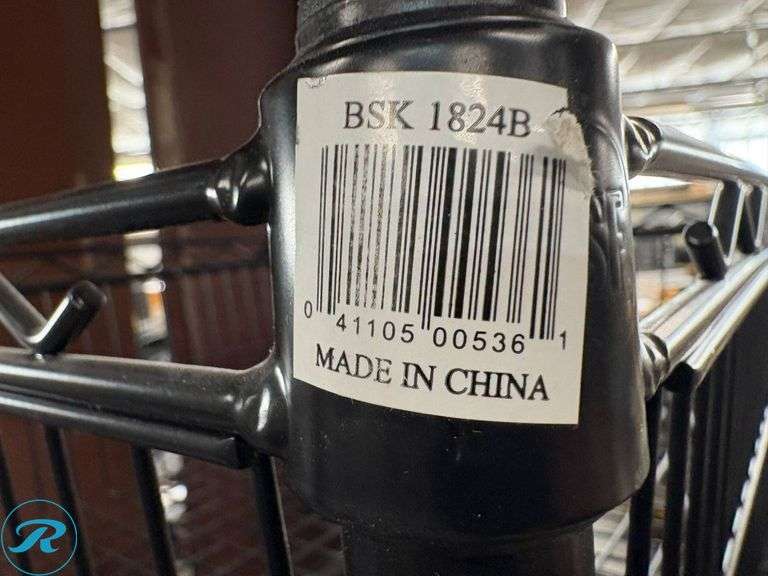 BSK 1824B
0 41105 00536 1
MADE IN CHINA
R